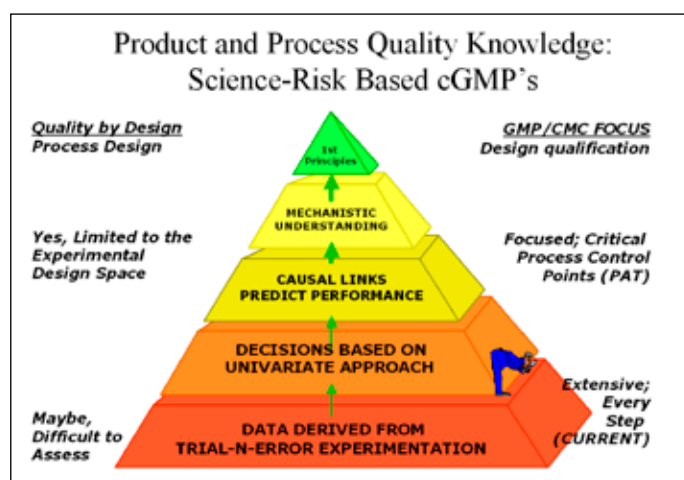 Product and Process Quality Knowledge:
Science-Risk Based cGMP's
Quality by Design
Process Design
GMP/CMC FOCUS
Design qualification
1st
Principles
MECHANISTIC
UNDERSTANDING
Yes, Limited to the
Experimental
Design Space
Focused; Critical
Process Control
Points (PAT)
CAUSAL LINKS
PREDICT PERFORMANCE
DECISIONS BASED ON
UNIVARIATE APPROACH
Maybe,
Difficult to
Assess
DATA DERIVED FROM
TRIAL-N-ERROR EXPERIMENTATION
Extensive;
Every
Step
(CURRENT)